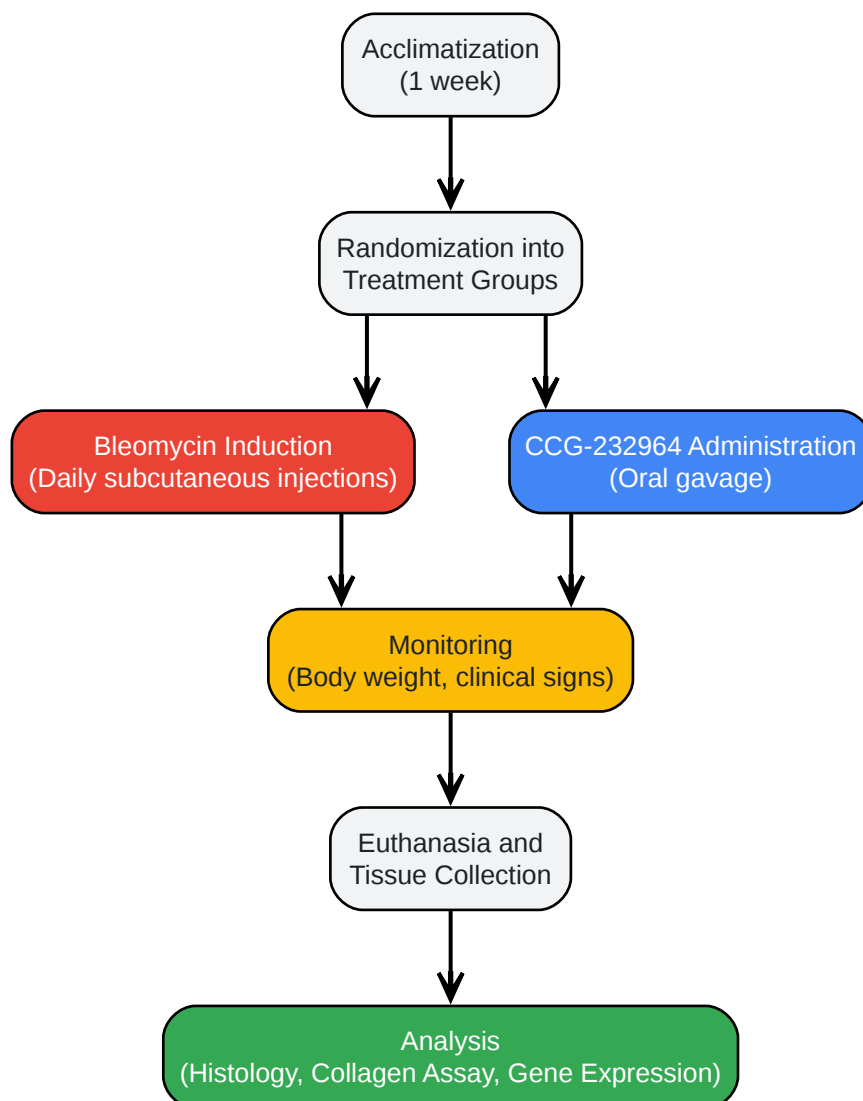 Acclimatization
(1 week)
Randomization into
Treatment Groups
Bleomycin Induction
(Daily subcutaneous injections)
CCG-232964 Administration
(Oral gavage)
Monitoring
(Body weight, clinical signs)
Euthanasia and
Tissue Collection
Analysis
(Histology, Collagen Assay, Gene Expression)